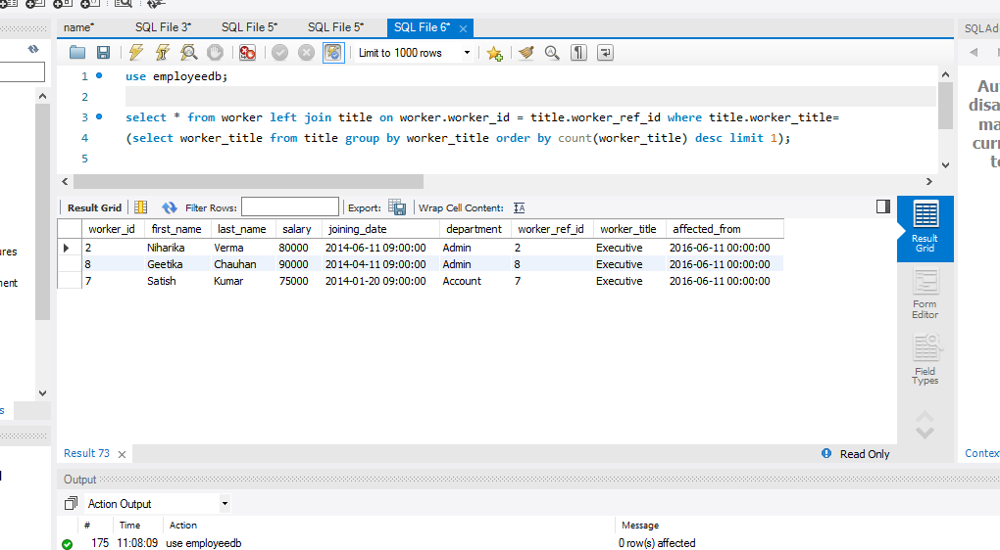 name* SQL File 3* SQL File 5* SQL File 5* SQL File 6* SQLAd
Limit to 1000 rows
1 use employeedb;
2
3 select * from worker left join title on worker.worker_id = title.worker_ref_id where title.worker_title=
4 (select worker_title from title group by worker_title order by count(worker_title) desc limit 1);
5
Au
disa
ma
curr
to
Result Grid Filter Rows: Export: Wrap Cell Content:
worker_id first_name last_name salary joining_date department worker_ref_id worker_title affected_from
2 Niharika Verma 80000 2014-06-11 09:00:00 Admin 2 Executive 2016-06-11 00:00:00
8 Geetika Chauhan 90000 2014-04-11 09:00:00 Admin 8 Executive 2016-06-11 00:00:00
7 Satish Kumar 75000 2014-01-20 09:00:00 Account 7 Executive 2016-06-11 00:00:00
Result
Grid
Form
Editor
Field
Types
ures
nent
s
Result 73 Read Only
Contex
Output
Action Output
# Time Action Message
175 11:08:09 use employeedb 0 row(s) affected